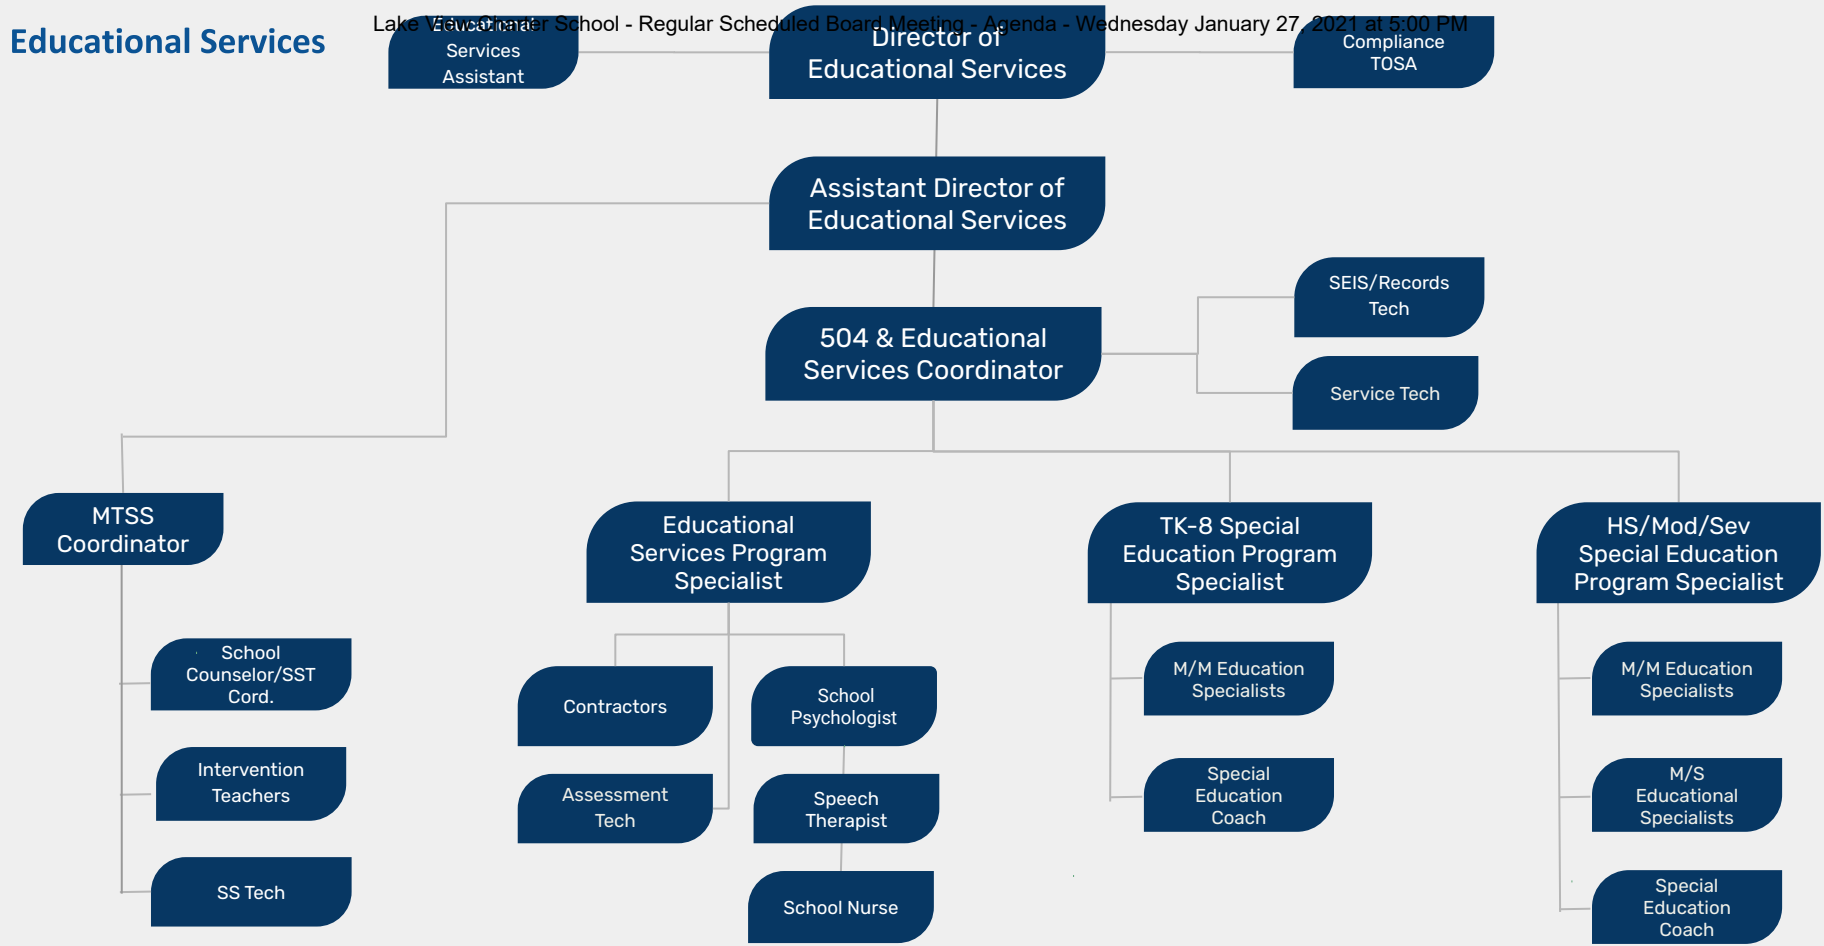 Lake View Charter School - Regular Scheduled Board Meeting - Agenda - Wednesday January 27, 2021 at 5:00 PM
Educational Services
Educational
Services
Assistant
Director of
Educational Services
Compliance
TOSA
Assistant Director of
Educational Services
504 & Educational
Services Coordinator
SEIS/Records
Tech
Service Tech
MTSS
Coordinator
Educational
Services Program
Specialist
TK-8 Special
Education Program
Specialist
HS/Mod/Sev
Special Education
Program Specialist
School
Counselor/SST
Cord.
Intervention
Teachers
SS Tech
Contractors
Assessment
Tech
School
Psychologist
Speech
Therapist
School Nurse
M/M Education
Specialists
Special
Education
Coach
M/M Education
Specialists
M/S
Educational
Specialists
Special
Education
Coach